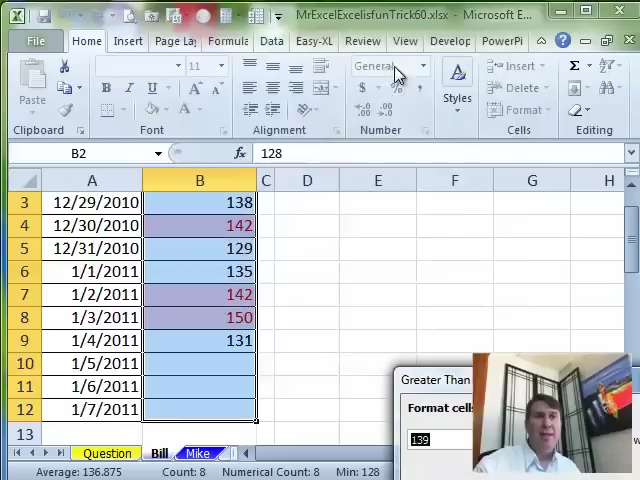 MrExcelExcelisfunTrick60.xlsx - Microsoft E...
File Home Insert Page La Formula Data Easy-XL Review View Develop PowerPi
Paste 11 A A General Styles Insert Delete Format
Clipboard Font Alignment Number Cells Editing
B2 fx 128
A B C D E F G H
3 12/29/2010 138
4 12/30/2010 142
5 12/31/2010 129
6 1/1/2011 135
7 1/2/2011 142
8 1/3/2011 150
9 1/4/2011 131
10 1/5/2011
11 1/6/2011
12 1/7/2011
13
Greater Than
Format cells
139
Question Bill Mike
Average: 136.875 Count: 8 Numerical Count: 8 Min: 128